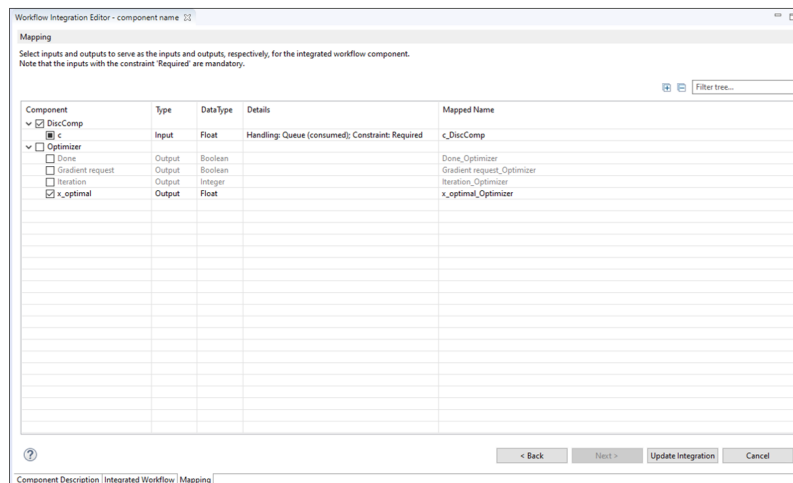 Workflow Integration Editor - component name
Mapping
Select inputs and outputs to serve as the inputs and outputs, respectively, for the integrated workflow component.
Note that the inputs with the constraint 'Required' are mandatory.
Filter tree...
Component Type DataType Details Mapped Name
DiscComp
c Input Float Handling: Queue (consumed); Constraint: Required c_DiscComp
Optimizer
Done Output Boolean Done_Optimizer
Gradient request Output Boolean Gradient request_Optimizer
Iteration Output Integer Iteration_Optimizer
x_optimal Output Float x_optimal_Optimizer
? < Back Next > Update Integration Cancel
Component Description Integrated Workflow Mapping